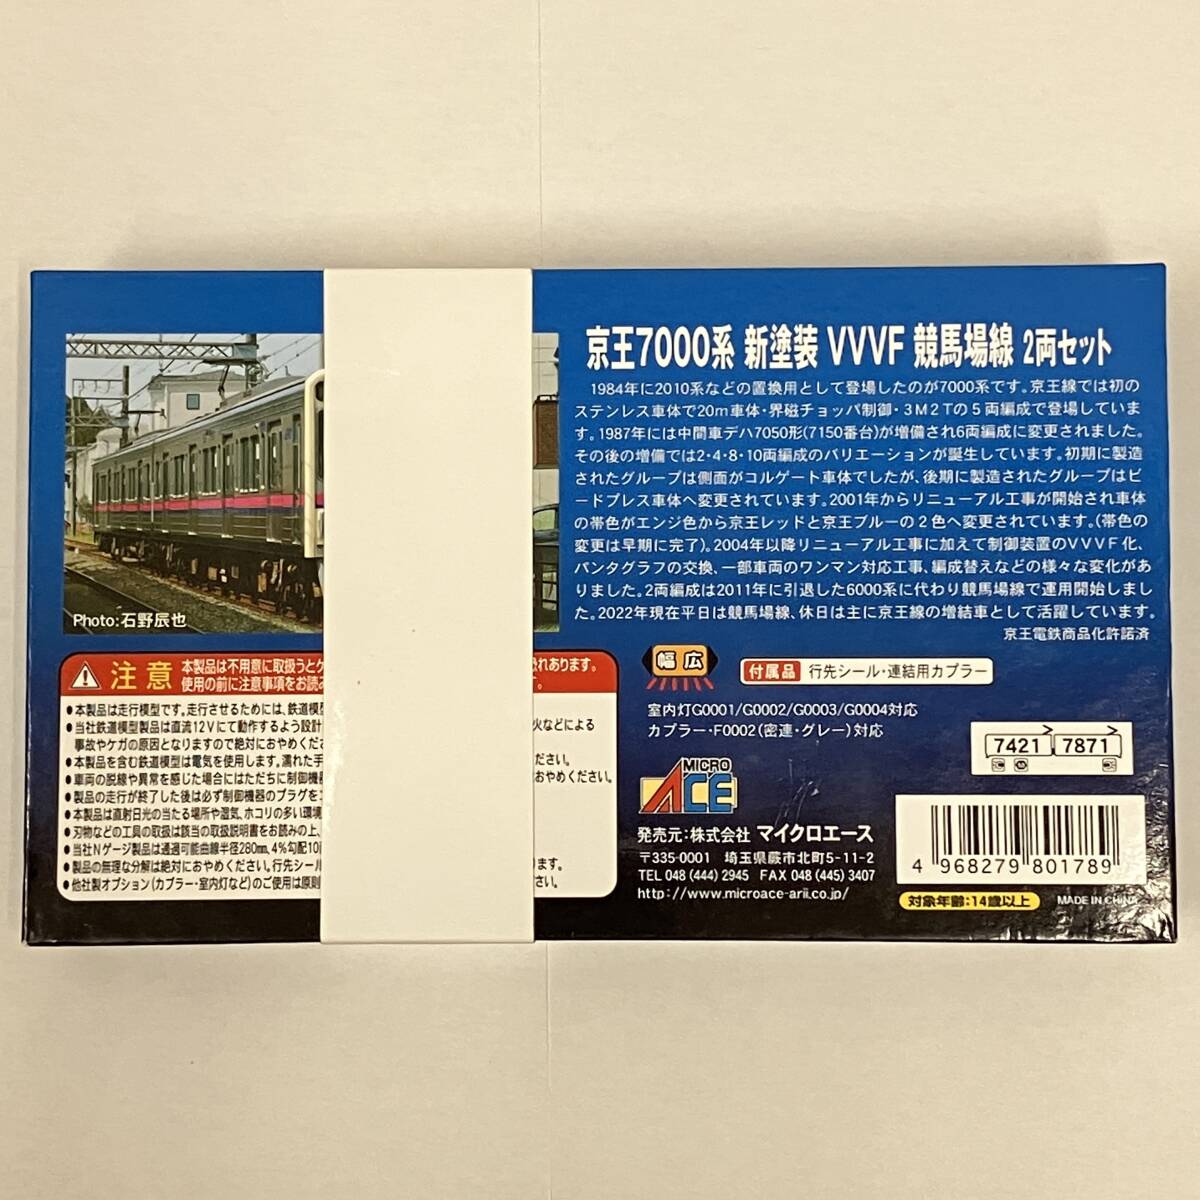 京王7000系 新塗装 VVVF 競馬場線 2両セット
1984年に2010系などの置換用として登場したのが7000系です。京王線では初の
ステンレス車体で20m車体・界磁チョッパ制御・3M2Tの5両編成で登場していま
す。1987年には中間車デハ7050形(7150番台)が増備され6両編成に変更されました。
その後の増備では2・4・8・10両編成のバリエーションが誕生しています。初期に製造
されたグループは側面がコルゲート車体でしたが、後期に製造されたグループはビ
ードプレス車体へ変更されています。2001年からリニューアル工事が開始され車体
の帯色がエンジ色から京王レッドと京王ブルーの2色へ変更されています。(帯色の
変更は早期に完了)。2004年以降リニューアル工事に加えて制御装置のVVVF化、
パンタグラフの交換、一部車両のワンマン対応工事、編成替えなどの様々な変化があ
りました。2両編成は2011年に引退した6000系に代わり競馬場線で運用開始しまし
た。2022年現在平日は競馬場線、休日は主に京王線の増結車として活躍しています。
京王電鉄商品化許諾済
Photo:石野辰也
注意
本製品は不用意に取扱うとケ
恐れあります。
使用の前に注意事項をお読み
す。
●本製品は走行模型です。走行させるためには、鉄道模型
●当社鉄道模型製品は直流12Vにて動作するよう設計
火などによる
事故やケガの原因となりますので絶対におやめくださ
●本製品を含む鉄道模型は電気を使用します。濡れた手
ください。
●車両の脱線や異常を感じた場合にはただちに制御機器
おやめください。
●製品の走行が終了した後は必ず制御機器のプラグをコ
●本製品は直射日光の当たる場所や湿気、ホコリの多い環境
●刃物などの工具の取扱は該当の取扱説明書をお読みの上、
●当社Nゲージ製品は通過可能曲線半径280mm、4%勾配10両
●製品の無理な分解は絶対におやめください。行先シール
ります。
●他社製オプション(カプラー・室内灯など)のご使用は原則
ださい。
幅広
付属品 行先シール・連結用カプラー
室内灯G0001/G0002/G0003/G0004対応
カプラー・F0002(密連・グレー)対応
7421 7871
MICRO
ACE
発売元:株式会社 マイクロエース
〒335-0001 埼玉県蕨市北町5-11-2
TEL 048 (444) 2945 FAX 048 (445) 3407
http://www.microace-arii.co.jp/
4 968279 801789
対象年齢:14歳以上
MADE IN CHINA